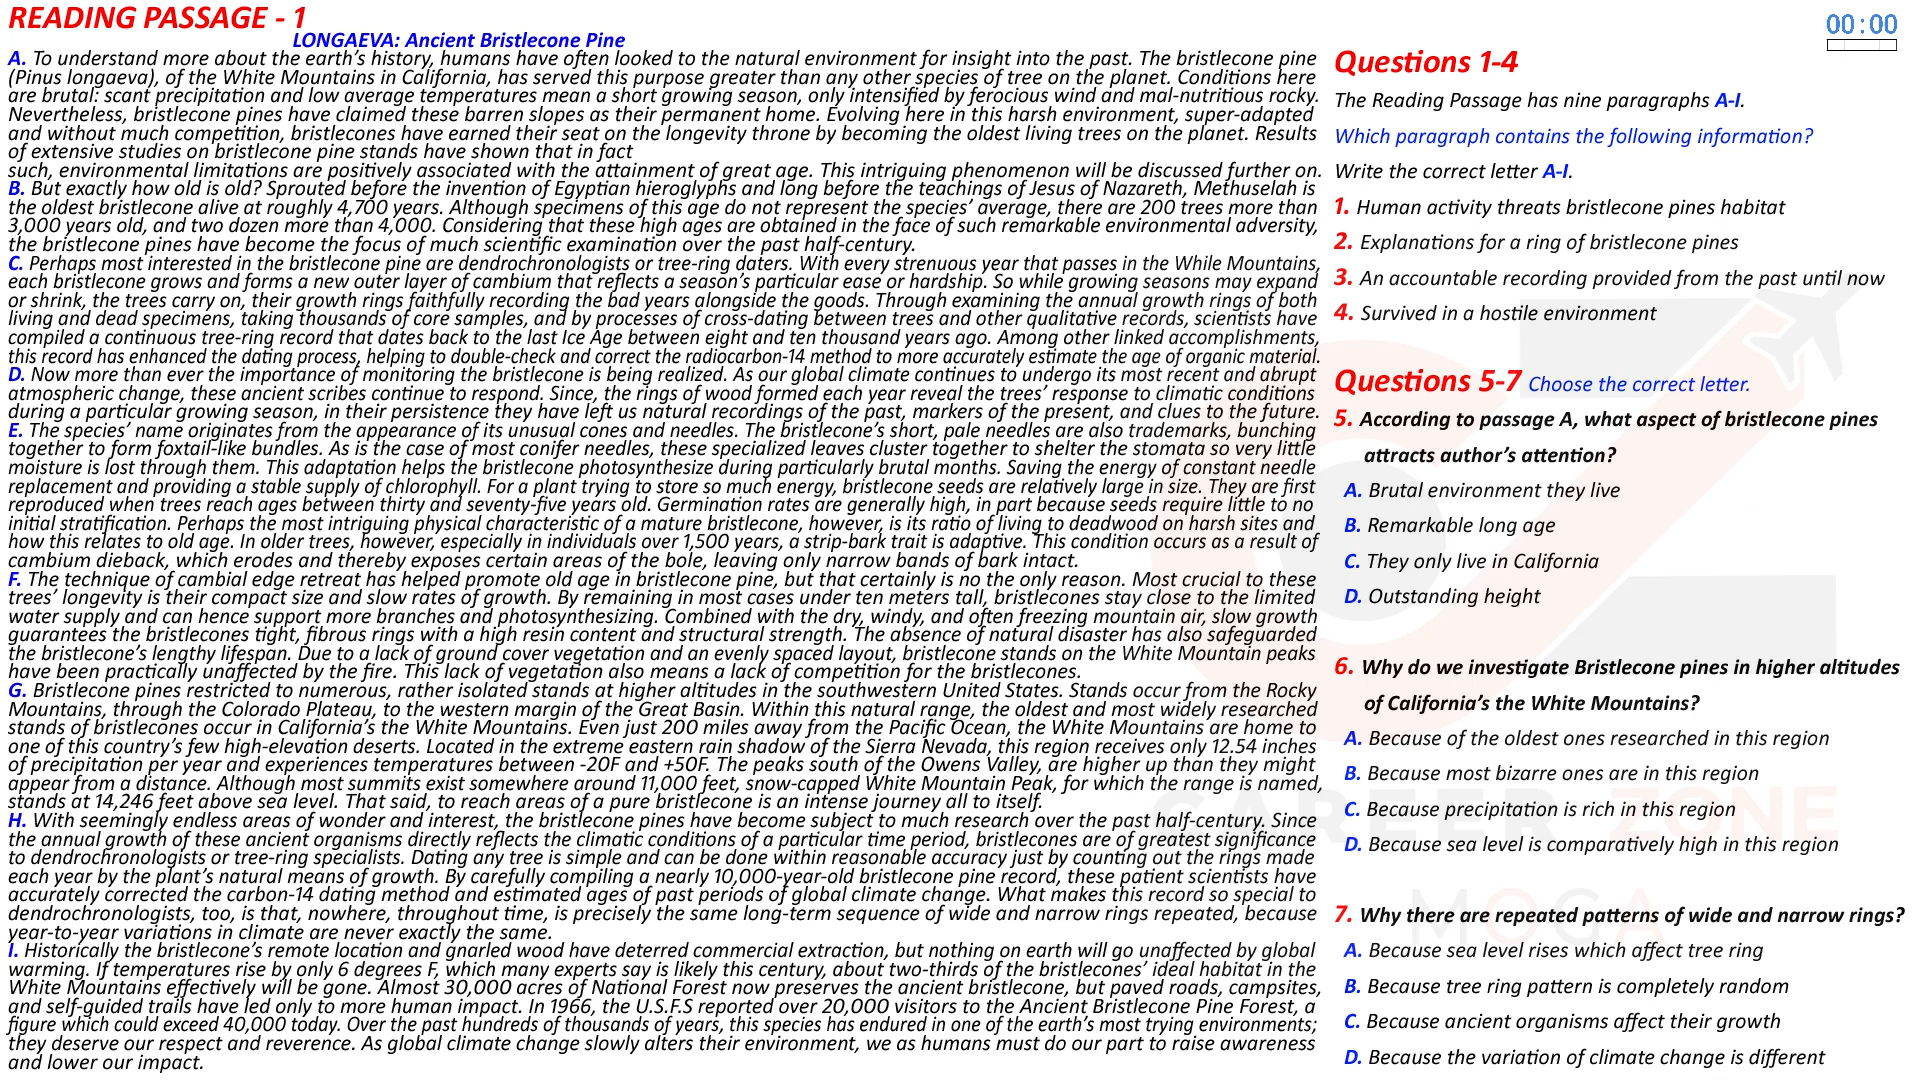 READING PASSAGE - 1
LONGAEVA: Ancient Bristlecone Pine
A. To understand more about the earth's history, humans have often looked to the natural environment for insight into the past. The bristlecone pine
(Pinus longaeva), of the White Mountains in California, has served this purpose greater than any other species of tree on the planet. Conditions here
are brutal: scant precipitation and low average temperatures mean a short growing season, only intensified by ferocious wind and mal-nutritious rocky.
Nevertheless, bristlecone pines have claimed these barren slopes as their permanent home. Evolving here in this harsh environment, super-adapted
and without much competition, bristlecones have earned their seat on the longevity throne by becoming the oldest living trees on the planet. Results
of extensive studies on bristlecone pine stands have shown that in fact
such, environmental limitations are positively associated with the attainment of great age. This intriguing phenomenon will be discussed further on.
B. But exactly how old is old? Sprouted before the invention of Egyptian hieroglyphs and long before the teachings of Jesus of Nazareth, Methuselah is
the oldest bristlecone alive at roughly 4,700 years. Although specimens of this age do not represent the species' average, there are 200 trees more than
3,000 years old, and two dozen more than 4,000. Considering that these high ages are obtained in the face of such remarkable environmental adversity,
the bristlecone pines have become the focus of much scientific examination over the past half-century.
C. Perhaps most interested in the bristlecone pine are dendrochronologists or tree-ring daters. With every strenuous year that passes in the While Mountains,
each bristlecone grows and forms a new outer layer of cambium that reflects a season's particular ease or hardship. So while growing seasons may expand
or shrink, the trees carry on, their growth rings faithfully recording the bad years alongside the goods. Through examining the annual growth rings of both
living and dead specimens, taking thousands of core samples, and by processes of cross-dating between trees and other qualitative records, scientists have
compiled a continuous tree-ring record that dates back to the last Ice Age between eight and ten thousand years ago. Among other linked accomplishments,
this record has enhanced the dating process, helping to double-check and correct the radiocarbon-14 method to more accurately estimate the age of organic material.
D. Now more than ever the importance of monitoring the bristlecone is being realized. As our global climate continues to undergo its most recent and abrupt
atmospheric change, these ancient scribes continue to respond. Since, the rings of wood formed each year reveal the trees' response to climatic conditions
during a particular growing season, in their persistence they have left us natural recordings of the past, markers of the present, and clues to the future.
E. The species' name originates from the appearance of its unusual cones and needles. The bristlecone's short, pale needles are also trademarks, bunching
together to form foxtail-like bundles. As is the case of most conifer needles, these specialized leaves cluster together to shelter the stomata so very little
moisture is lost through them. This adaptation helps the bristlecone photosynthesize during particularly brutal months. Saving the energy of constant needle
replacement and providing a stable supply of chlorophyll. For a plant trying to store so much energy, bristlecone seeds are relatively large in size. They are first
reproduced when trees reach ages between thirty and seventy-five years old. Germination rates are generally high, in part because seeds require little to no
initial stratification. Perhaps the most intriguing physical characteristic of a mature bristlecone, however, is its ratio of living to deadwood on harsh sites and
how this relates to old age. In older trees, however, especially in individuals over 1,500 years, a strip-bark trait is adaptive. This condition occurs as a result of
cambium dieback, which erodes and thereby exposes certain areas of the bole, leaving only narrow bands of bark intact.
F. The technique of cambial edge retreat has helped promote old age in bristlecone pine, but that certainly is no the only reason. Most crucial to these
trees' longevity is their compact size and slow rates of growth. By remaining in most cases under ten meters tall, bristlecones stay close to the limited
water supply and can hence support more branches and photosynthesizing. Combined with the dry, windy, and often freezing mountain air, slow growth
guarantees the bristlecones tight, fibrous rings with a high resin content and structural strength. The absence of natural disaster has also safeguarded
the bristlecone's lengthy lifespan. Due to a lack of ground cover vegetation and an evenly spaced layout, bristlecone stands on the White Mountain peaks
have been practically unaffected by the fire. This lack of vegetation also means a lack of competition for the bristlecones.
G. Bristlecone pines restricted to numerous, rather isolated stands at higher altitudes in the southwestern United States. Stands occur from the Rocky
Mountains, through the Colorado Plateau, to the western margin of the Great Basin. Within this natural range, the oldest and most widely researched
stands of bristlecones occur in California's the White Mountains. Even just 200 miles away from the Pacific Ocean, the White Mountains are home to
one of this country's few high-elevation deserts. Located in the extreme eastern rain shadow of the Sierra Nevada, this region receives only 12.54 inches
of precipitation per year and experiences temperatures between -20F and +50F. The peaks south of the Owens Valley, are higher up than they might
appear from a distance. Although most summits exist somewhere around 11,000 feet, snow-capped White Mountain Peak, for which the range is named,
stands at 14,246 feet above sea level. That said, to reach areas of a pure bristlecone is an intense journey all to itself.
H. With seemingly endless areas of wonder and interest, the bristlecone pines have become subject to much research over the past half-century. Since
the annual growth of these ancient organisms directly reflects the climatic conditions of a particular time period, bristlecones are of greatest significance
to dendrochronologists or tree-ring specialists. Dating any tree is simple and can be done within reasonable accuracy just by counting out the rings made
each year by the plant's natural means of growth. By carefully compiling a nearly 10,000-year-old bristlecone pine record, these patient scientists have
accurately corrected the carbon-14 dating method and estimated ages of past periods of global climate change. What makes this record so special to
dendrochronologists, too, is that, nowhere, throughout time, is precisely the same long-term sequence of wide and narrow rings repeated, because
year-to-year variations in climate are never exactly the same.
I. Historically the bristlecone's remote location and gnarled wood have deterred commercial extraction, but nothing on earth will go unaffected by global
warming. If temperatures rise by only 6 degrees F, which many experts say is likely this century, about two-thirds of the bristlecones' ideal habitat in the
White Mountains effectively will be gone. Almost 30,000 acres of National Forest now preserves the ancient bristlecone, but paved roads, campsites,
and self-guided trails have led only to more human impact. In 1966, the U.S.F.S reported over 20,000 visitors to the Ancient Bristlecone Pine Forest, a
figure which could exceed 40,000 today. Over the past hundreds of thousands of years, this species has endured in one of the earth's most trying environments;
they deserve our respect and reverence. As global climate change slowly alters their environment, we as humans must do our part to raise awareness
and lower our impact.
00:00
Questions 1-4
The Reading Passage has nine paragraphs A-I.
Which paragraph contains the following information?
Write the correct letter A-I.
1. Human activity threats bristlecone pines habitat
2. Explanations for a ring of bristlecone pines
3. An accountable recording provided from the past until now
4. Survived in a hostile environment
Questions 5-7 Choose the correct letter.
5. According to passage A, what aspect of bristlecone pines
attracts author's attention?
A. Brutal environment they live
B. Remarkable long age
C. They only live in California
D. Outstanding height
6. Why do we investigate Bristlecone pines in higher altitudes
of California's the White Mountains?
A. Because of the oldest ones researched in this region
B. Because most bizarre ones are in this region
C. Because precipitation is rich in this region
D. Because sea level is comparatively high in this region
7. Why there are repeated patterns of wide and narrow rings?
A. Because sea level rises which affect tree ring
B. Because tree ring pattern is completely random
C. Because ancient organisms affect their growth
D. Because the variation of climate change is different
CAREER ZONE
MOGA